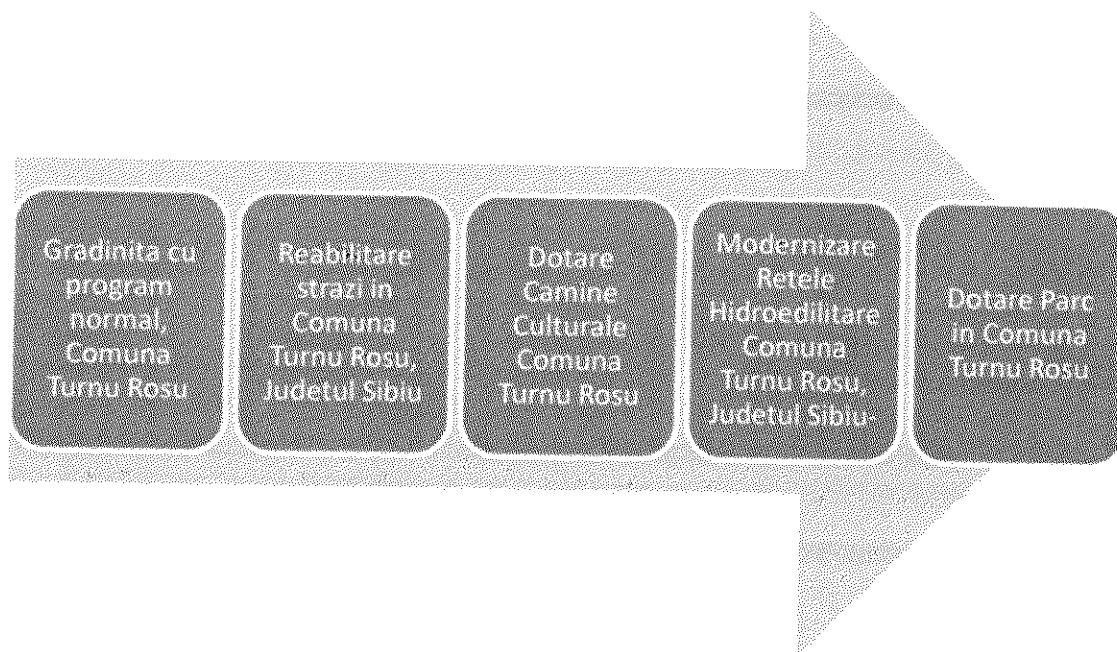 Gradinita cu
program
normal,
Comuna
Turnu Rosu
Reabilitare
strazi in
Comuna
Turnu Rosu,
Judetul Sibiu
Dotare
Camine
Culturale
Comuna
Turnu Rosu
Modernizare
Retele
Hidroedilitare
Comuna
Turnu Rosu,
Judetul Sibiu-
Dotare Parc
in Comuna
Turnu Rosu